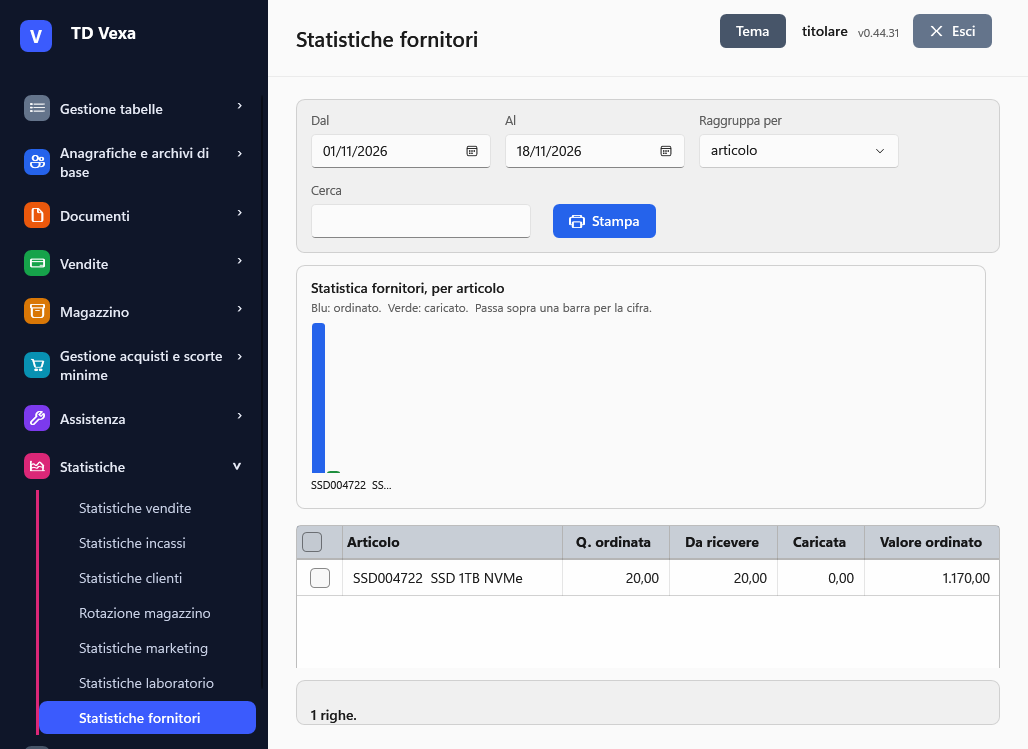 V
TD Vexa
Statistiche fornitori
Tema
titolare
v0.44.31
Esci
Gestione tabelle
Anagrafiche e archivi di
base
Documenti
Vendite
Magazzino
Gestione acquisti e scorte
minime
Assistenza
Statistiche
Statistiche vendite
Statistiche incassi
Statistiche clienti
Rotazione magazzino
Statistiche marketing
Statistiche laboratorio
Statistiche fornitori
Dal
Al
Raggruppa per
01/11/2026
18/11/2026
articolo
Cerca
Stampa
Statistica fornitori, per articolo
Blu: ordinato. Verde: caricato. Passa sopra una barra per la cifra.
SSD004722 SS...
Articolo
Q. ordinata
Da ricevere
Caricata
Valore ordinato
SSD004722 SSD 1TB NVMe
20,00
20,00
0,00
1.170,00
1 righe.